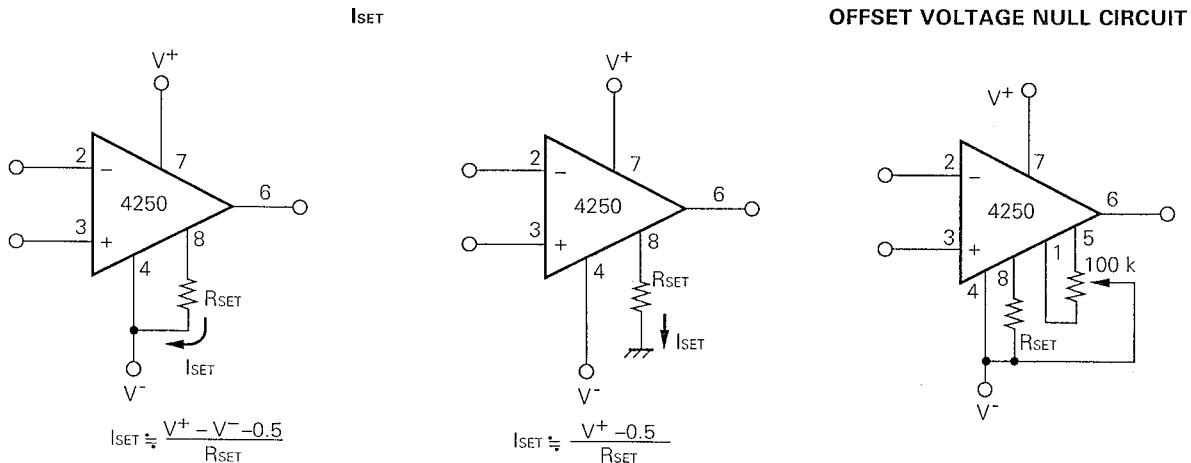 ISET
OFFSET VOLTAGE NULL CIRCUIT
V+
2
−
7
4250
6
3
+
8
4
RSET
ISET
V-
ISET ≒ V+ − V− −0.5 / RSET
V+
2
−
7
4250
6
3
+
8
4
RSET
ISET
V-
ISET ≒ V+ −0.5 / RSET
V+
2
−
7
4250
6
3
+
5
1
8
4
100 k
RSET
V-